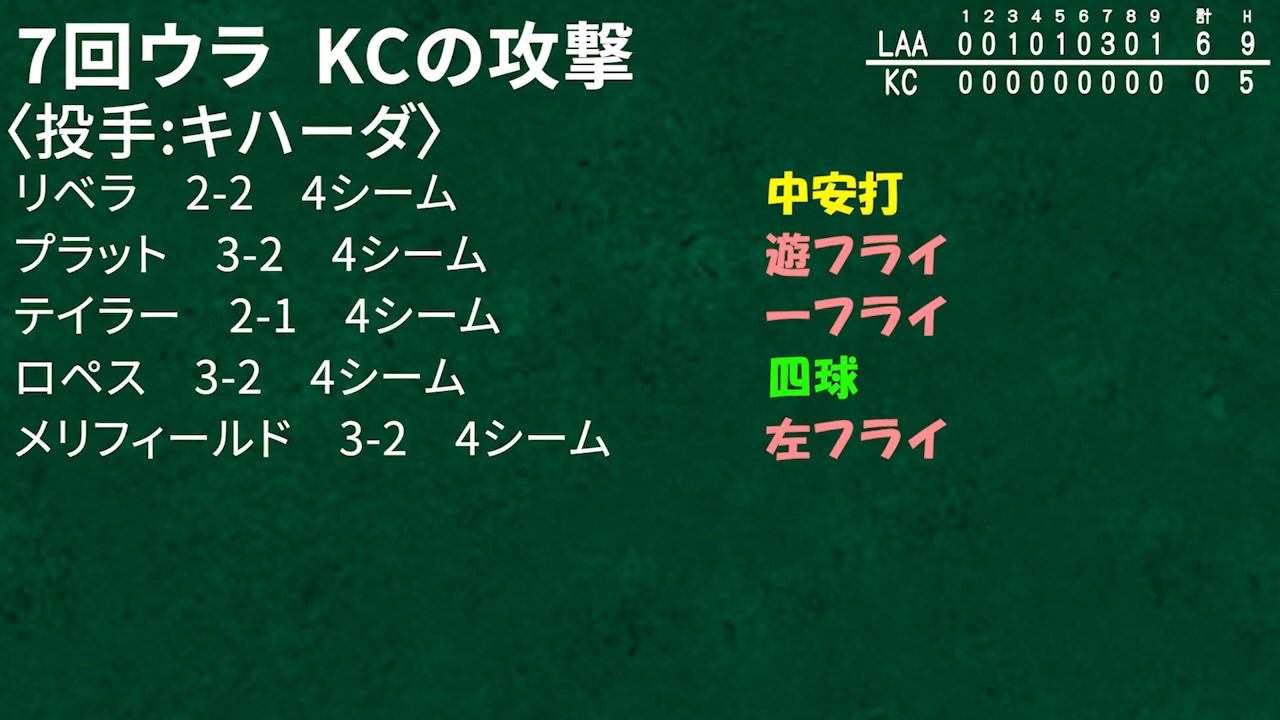 7回ウラ KCの攻撃
1 2 3 4 5 6 7 8 9 計 H
LAA 0 0 1 0 1 0 3 0 1 6 9
KC 0 0 0 0 0 0 0 0 0 0 5
〈投手:キハーダ〉
リベラ 2-2 4シーム 中安打
プラット 3-2 4シーム 遊フライ
テイラー 2-1 4シーム 一フライ
ロペス 3-2 4シーム 四球
メリフィールド 3-2 4シーム 左フライ